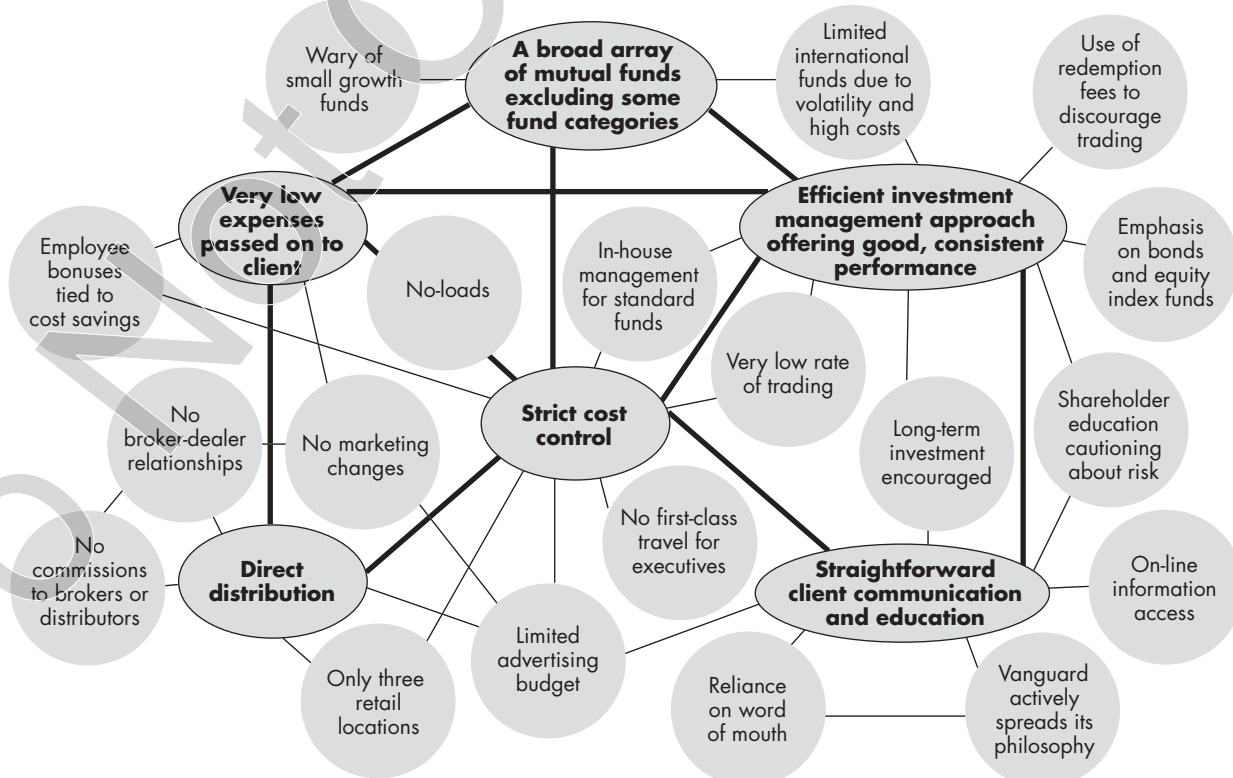 Wary of
small growth
funds
A broad array
of mutual funds
excluding some
fund categories
Limited
international
funds due to
volatility and
high costs
Use of
redemption
fees to
discourage
trading
Very low
expenses
passed on to
client
Efficient investment
management approach
offering good, consistent
performance
Employee
bonuses
tied to
cost savings
No-loads
In-house
management
for standard
funds
Emphasis
on bonds
and equity
index funds
Very low rate
of trading
No
broker-dealer
relationships
No marketing
changes
Strict cost
control
Long-term
investment
encouraged
Shareholder
education
cautioning
about risk
No
commissions
to brokers or
distributors
Direct
distribution
No first-class
travel for
executives
Straightforward
client communication
and education
On-line
information
access
Only three
retail
locations
Limited
advertising
budget
Reliance
on word
of mouth
Vanguard
actively
spreads its
philosophy